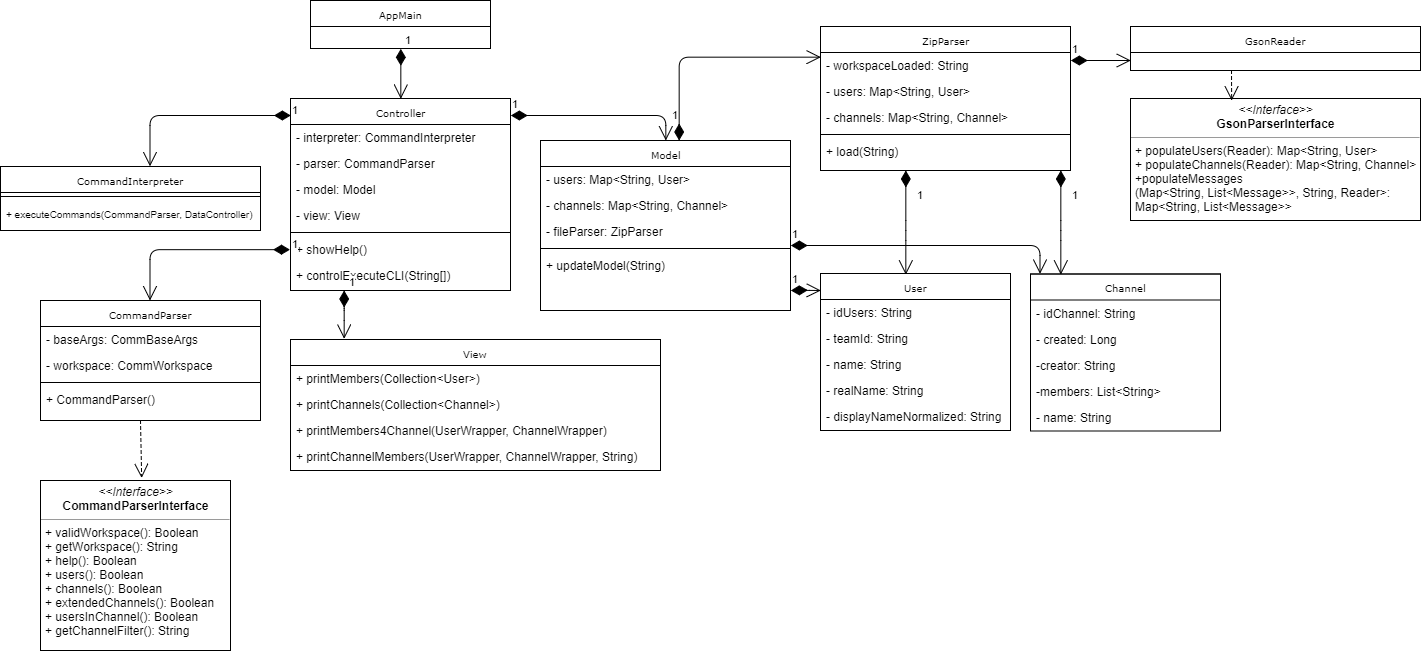 AppMain
1
Controller
- interpreter: CommandInterpreter
- parser: CommandParser
- model: Model
- view: View
+ showHelp()
+ controlExecuteCLI(String[])
1
1
1
1
CommandInterpreter
+ executeCommands(CommandParser, DataController)
CommandParser
- baseArgs: CommBaseArgs
- workspace: CommWorkspace
+ CommandParser()
<<Interface>>
CommandParserInterface
+ validWorkspace(): Boolean
+ getWorkspace(): String
+ help(): Boolean
+ users(): Boolean
+ channels(): Boolean
+ extendedChannels(): Boolean
+ usersInChannel(): Boolean
+ getChannelFilter(): String
View
+ printMembers(Collection<User>)
+ printChannels(Collection<Channel>)
+ printMembers4Channel(UserWrapper, ChannelWrapper)
+ printChannelMembers(UserWrapper, ChannelWrapper, String)
1
Model
- users: Map<String, User>
- channels: Map<String, Channel>
- fileParser: ZipParser
+ updateModel(String)
1
1
ZipParser
- workspaceLoaded: String
- users: Map<String, User>
- channels: Map<String, Channel>
+ load(String)
1
1
1
GsonReader
<<Interface>>
GsonParserInterface
+ populateUsers(Reader): Map<String, User>
+ populateChannels(Reader): Map<String, Channel>
+populateMessages
(Map<String, List<Message>>, String, Reader>:
Map<String, List<Message>>
User
- idUsers: String
- teamId: String
- name: String
- realName: String
- displayNameNormalized: String
Channel
- idChannel: String
- created: Long
-creator: String
-members: List<String>
- name: String